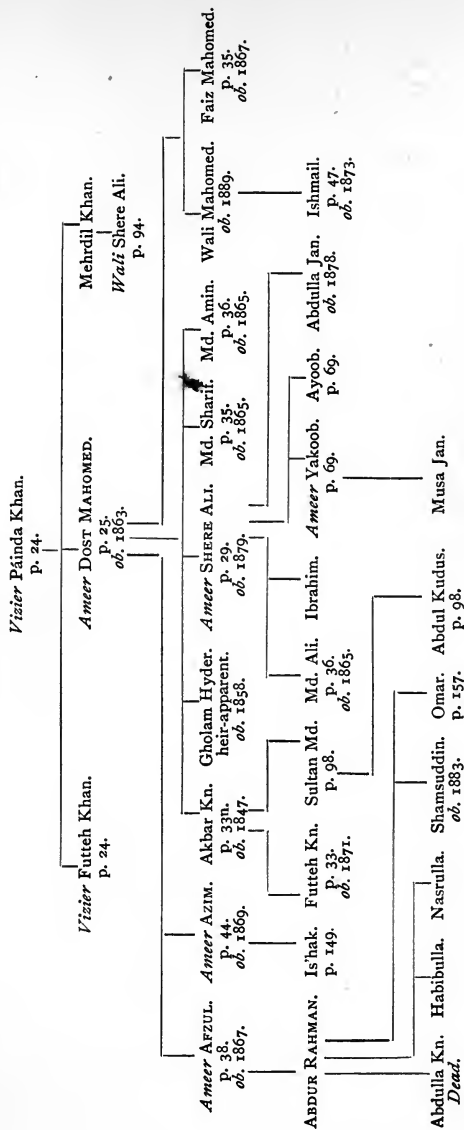 Vizier Páinda Khan.
p. 24.
Vizier Futteh Khan.
p. 24.
Ameer DOST MAHOMED.
p. 25.
ob. 1863.
Mehrdil Khan.
Wali Shere Ali.
p. 94.
Ameer AFZUL.
p. 38.
ob. 1867.
Ameer AZIM.
p. 44.
ob. 1869.
Akbar Kn.
p. 33n.
ob. 1847.
Gholam Hyder.
heir-apparent.
ob. 1858.
Ameer SHERE ALI.
p. 29.
ob. 1879.
Md. Sharif.
p. 35.
ob. 1865.
Md. Amin.
p. 36.
ob. 1865.
Wali Mahomed.
ob. 1889.
Faiz Mahomed.
p. 35.
ob. 1867.
ABDUR RAHMAN.
Is'hak.
p. 149.
Futteh Kn.
p. 33.
ob. 1871.
Sultan Md.
p. 98.
Md. Ali.
p. 36.
ob. 1865.
Ibrahim.
Ameer Yakoob.
p. 69.
Ayoob.
p. 69.
Abdulla Jan.
ob. 1878.
Ishmail.
p. 47.
ob. 1873.
Abdulla Kn.
Dead.
Habibulla.
Nasrulla.
Shamsuddin.
ob. 1883.
Omar.
p. 157.
Abdul Kudus.
p. 98.
Musa Jan.